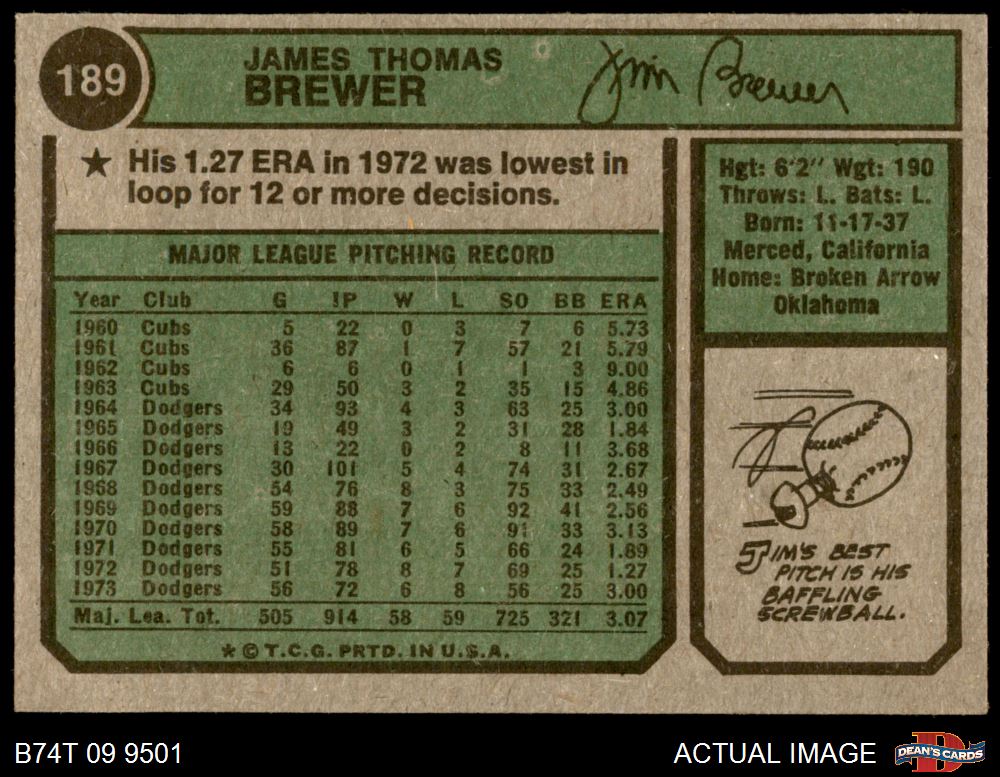 189
JAMES THOMAS
BREWER
Jim Brewer
★ His 1.27 ERA in 1972 was lowest in
loop for 12 or more decisions.
MAJOR LEAGUE PITCHING RECORD
Year Club G IP W L SO BB ERA
1960 Cubs 5 22 0 3 7 6 5.73
1961 Cubs 36 87 1 7 57 21 5.79
1962 Cubs 6 6 0 1 1 3 9.00
1963 Cubs 29 50 3 2 35 15 4.86
1964 Dodgers 34 93 4 3 63 25 3.00
1965 Dodgers 19 49 3 2 31 28 1.84
1966 Dodgers 13 22 0 2 8 11 3.68
1967 Dodgers 30 101 5 4 74 31 2.67
1968 Dodgers 54 76 8 3 75 33 2.49
1969 Dodgers 59 88 7 6 92 41 2.56
1970 Dodgers 58 89 7 6 91 33 3.13
1971 Dodgers 55 81 6 5 66 24 1.89
1972 Dodgers 51 78 8 7 69 25 1.27
1973 Dodgers 56 72 6 8 56 25 3.00
Maj. Lea. Tot. 505 914 58 59 725 321 3.07
* © T.C.G. PRTD. IN U.S.A.
Hgt: 6'2" Wgt: 190
Throws: L. Bats: L.
Born: 11-17-37
Merced, California
Home: Broken Arrow
Oklahoma
JIM'S BEST
PITCH IS HIS
BAFFLING
SCREWBALL.
B74T 09 9501
ACTUAL IMAGE
DEAN'S CARDS